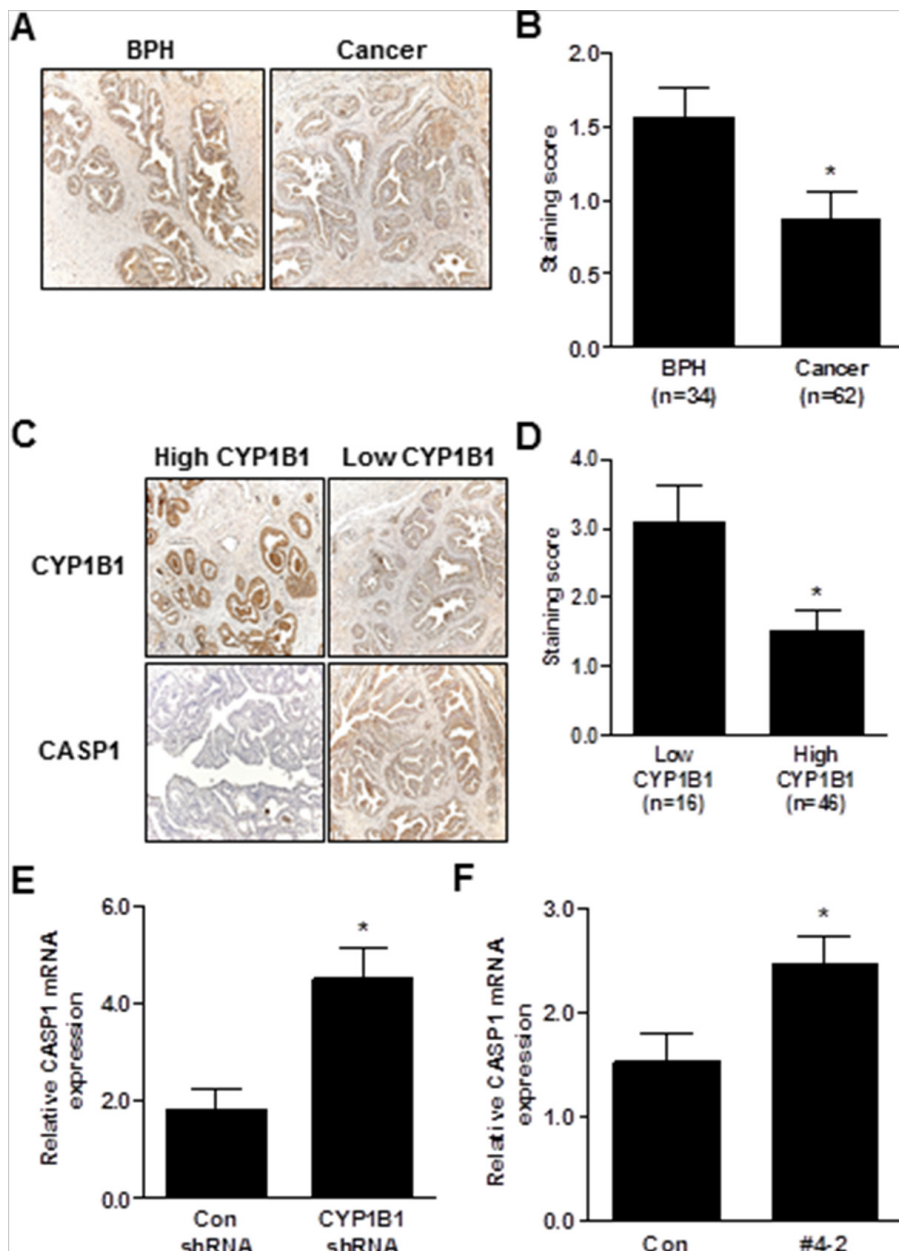 A
BPH
Cancer
B
Staining score
2.0
1.5
1.0
0.5
0.0
*
BPH
(n=34)
Cancer
(n=62)
C
High CYP1B1
Low CYP1B1
CYP1B1
CASP1
D
Staining score
4.0
3.0
2.0
1.0
0.0
*
Low
CYP1B1
(n=16)
High
CYP1B1
(n=46)
E
Relative CASP1 mRNA
expression
6.0
4.0
2.0
0.0
*
Con
shRNA
CYP1B1
shRNA
F
Relative CASP1 mRNA
expression
3.0
2.0
1.0
0.0
*
Con
#4-2